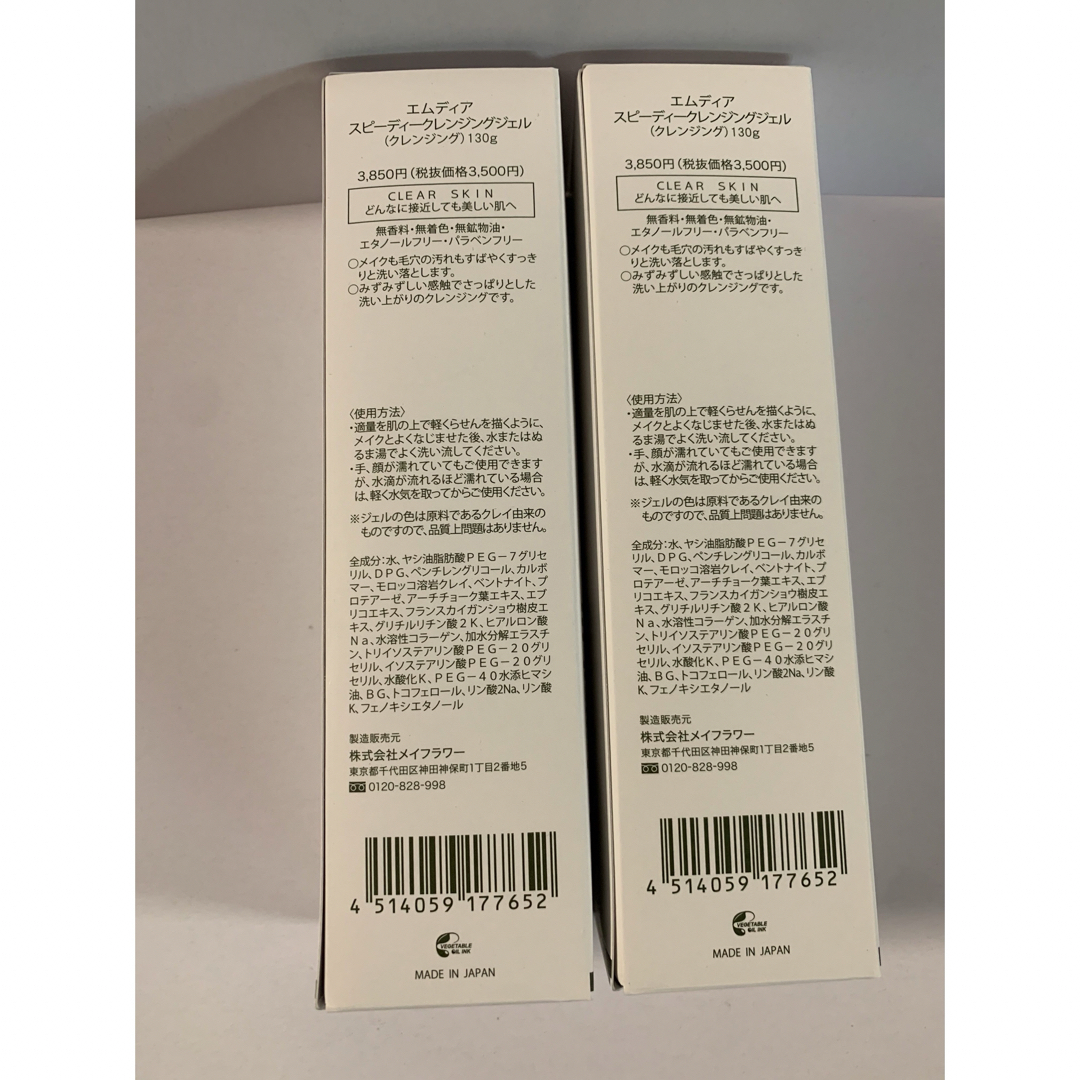 エムディア
スピーディークレンジングジェル
(クレンジング)130g
3,850円(税抜価格3,500円)
CLEAR SKIN
どんなに接近しても美しい肌へ
無香料・無着色・無鉱物油・
エタノールフリー・パラベンフリー
○メイクも毛穴の汚れもすばやくすっき
りと洗い落とします。
○みずみずしい感触でさっぱりとした
洗い上がりのクレンジングです。
〈使用方法〉
・適量を肌の上で軽くらせんを描くように、
メイクとよくなじませた後、水またはぬ
るま湯でよく洗い流してください。
・手、顔が濡れていてもご使用できます
が、水滴が流れるほど濡れている場合
は、軽く水気を取ってからご使用ください。
※ジェルの色は原料であるクレイ由来の
ものですので、品質上問題はありません。
全成分:水、ヤシ油脂肪酸PEG-7グリセ
リル、DPG、ペンチレングリコール、カルボ
マー、モロッコ溶岩クレイ、ベントナイト、プ
ロテアーゼ、アーチチョーク葉エキス、エブ
リコエキス、フランスカイガンショウ樹皮エ
キス、グリチルリチン酸2K、ヒアルロン酸
Na、水溶性コラーゲン、加水分解エラスチ
ン、トリイソステアリン酸PEG-20グリ
セリル、イソステアリン酸PEG-20グリ
セリル、水酸化K、PEG-40水添ヒマシ
油、BG、トコフェロール、リン酸2Na、リン酸
K、フェノキシエタノール
製造販売元
株式会社メイフラワー
東京都千代田区神田神保町1丁目2番地5
0120-828-998
4 514059 177652
VEGETABLE
OIL INK
MADE IN JAPAN
エムディア
スピーディークレンジングジェル
(クレンジング)130g
3,850円(税抜価格3,500円)
CLEAR SKIN
どんなに接近しても美しい肌へ
無香料・無着色・無鉱物油・
エタノールフリー・パラベンフリー
○メイクも毛穴の汚れもすばやくすっき
りと洗い落とします。
○みずみずしい感触でさっぱりとした
洗い上がりのクレンジングです。
〈使用方法〉
・適量を肌の上で軽くらせんを描くように、
メイクとよくなじませた後、水またはぬ
るま湯でよく洗い流してください。
・手、顔が濡れていてもご使用できます
が、水滴が流れるほど濡れている場合
は、軽く水気を取ってからご使用ください。
※ジェルの色は原料であるクレイ由来の
ものですので、品質上問題はありません。
全成分:水、ヤシ油脂肪酸PEG-7グリセ
リル、DPG、ペンチレングリコール、カルボ
マー、モロッコ溶岩クレイ、ベントナイト、プ
ロテアーゼ、アーチチョーク葉エキス、エブ
リコエキス、フランスカイガンショウ樹皮エ
キス、グリチルリチン酸2K、ヒアルロン酸
Na、水溶性コラーゲン、加水分解エラスチ
ン、トリイソステアリン酸PEG-20グリ
セリル、イソステアリン酸PEG-20グリ
セリル、水酸化K、PEG-40水添ヒマシ
油、BG、トコフェロール、リン酸2Na、リン酸
K、フェノキシエタノール
製造販売元
株式会社メイフラワー
東京都千代田区神田神保町1丁目2番地5
0120-828-998
4 514059 177652
VEGETABLE
OIL INK
MADE IN JAPAN